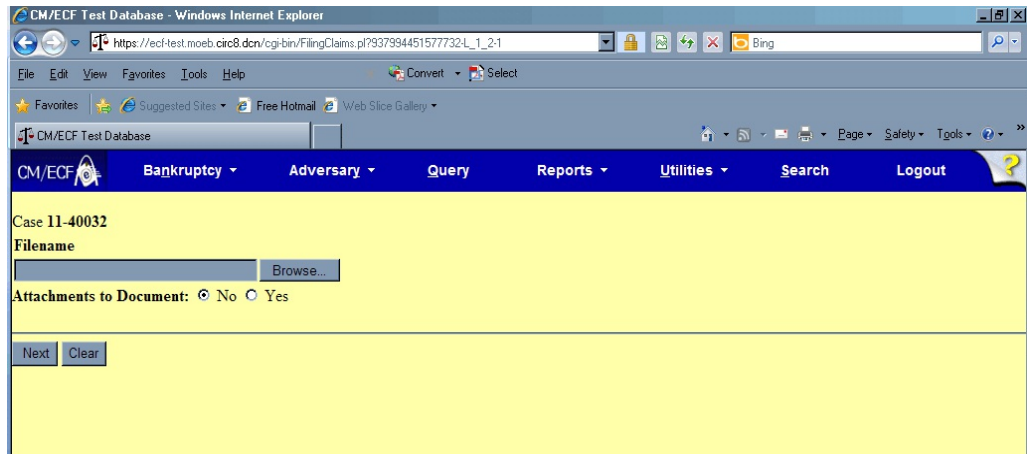 CM/ECF Test Database - Windows Internet Explorer
https://ecf-test.moeb.circ8.dcn/cgi-bin/FilingClaims.pl?937994451577732-L_1_2-1 Bing
File Edit View Favorites Tools Help Convert Select
Favorites Suggested Sites Free Hotmail Web Slice Gallery
CM/ECF Test Database Page Safety Tools »
CM/ECF Bankruptcy Adversary Query Reports Utilities Search Logout ?
Case 11-40032
Filename
Browse...
Attachments to Document: No Yes
Next Clear